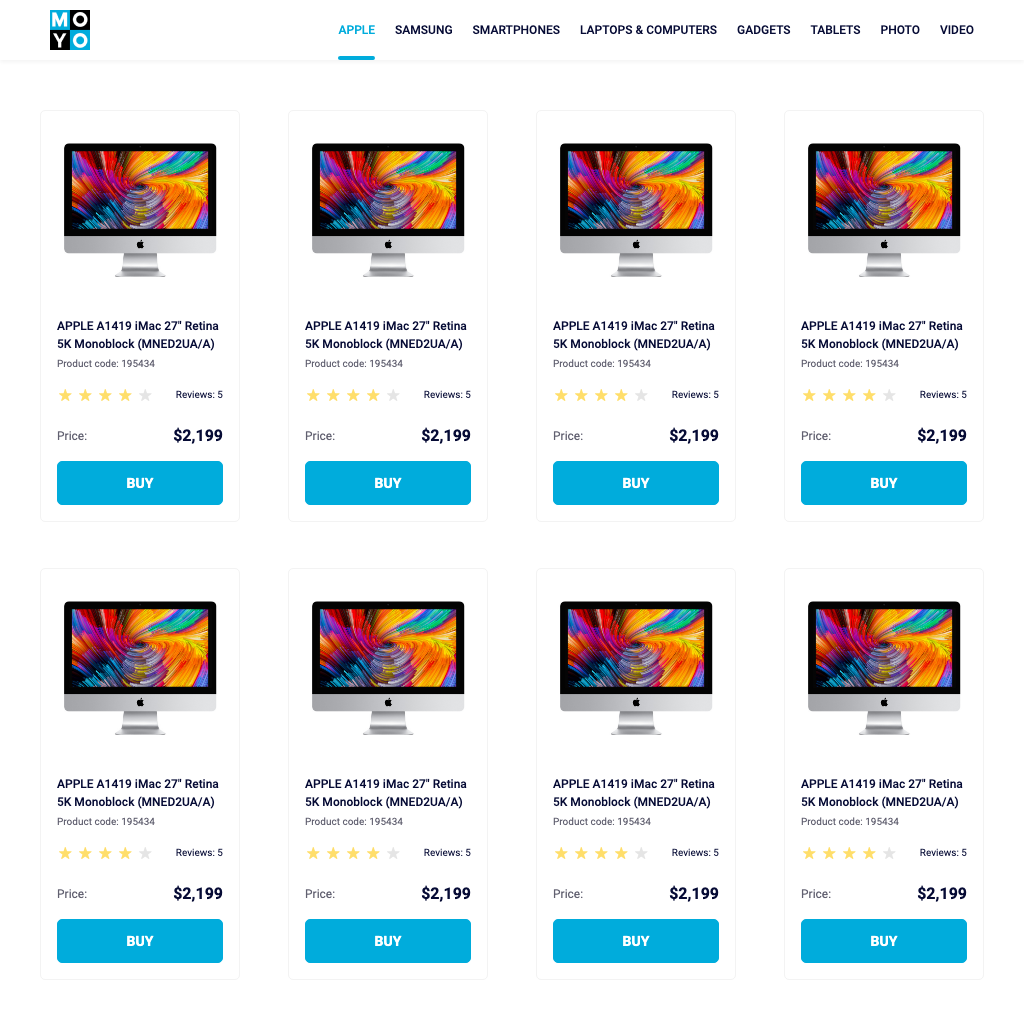 MO
YO
APPLE SAMSUNG SMARTPHONES LAPTOPS & COMPUTERS GADGETS TABLETS PHOTO VIDEO
APPLE A1419 iMac 27" Retina
5K Monoblock (MNED2UA/A)
Product code: 195434
Reviews: 5
Price: $2,199
BUY
APPLE A1419 iMac 27" Retina
5K Monoblock (MNED2UA/A)
Product code: 195434
Reviews: 5
Price: $2,199
BUY
APPLE A1419 iMac 27" Retina
5K Monoblock (MNED2UA/A)
Product code: 195434
Reviews: 5
Price: $2,199
BUY
APPLE A1419 iMac 27" Retina
5K Monoblock (MNED2UA/A)
Product code: 195434
Reviews: 5
Price: $2,199
BUY
APPLE A1419 iMac 27" Retina
5K Monoblock (MNED2UA/A)
Product code: 195434
Reviews: 5
Price: $2,199
BUY
APPLE A1419 iMac 27" Retina
5K Monoblock (MNED2UA/A)
Product code: 195434
Reviews: 5
Price: $2,199
BUY
APPLE A1419 iMac 27" Retina
5K Monoblock (MNED2UA/A)
Product code: 195434
Reviews: 5
Price: $2,199
BUY
APPLE A1419 iMac 27" Retina
5K Monoblock (MNED2UA/A)
Product code: 195434
Reviews: 5
Price: $2,199
BUY